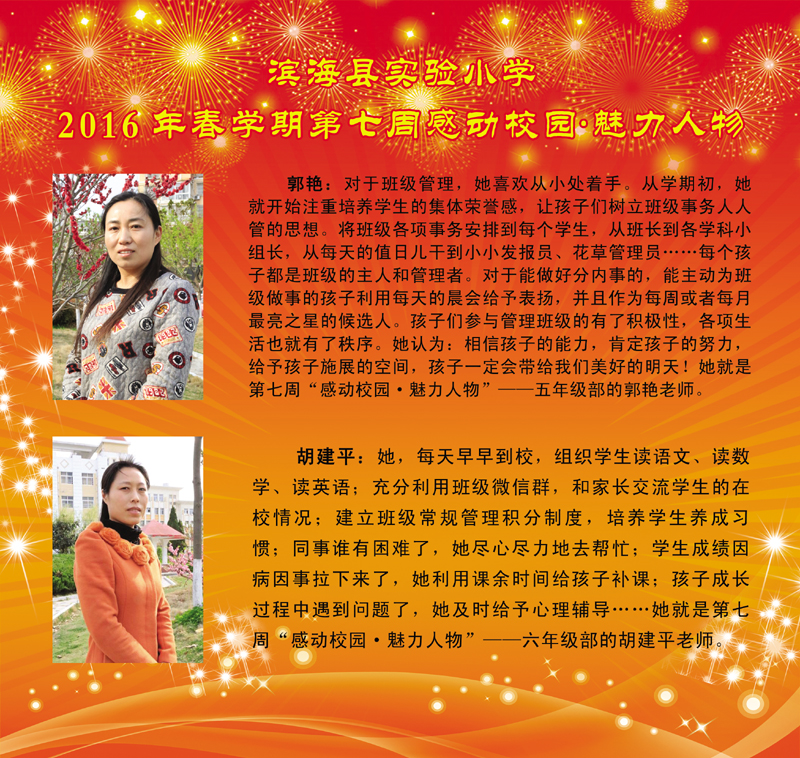 滨海县实验小学
2016年春学期第七周感动校园·魅力人物
郭艳：对于班级管理，她喜欢从小处着手。从学期初，她
就开始注重培养学生的集体荣誉感，让孩子们树立班级事务人人
管的思想。将班级各项事务安排到每个学生，从班长到各学科小
组长，从每天的值日儿干到小小发报员、花草管理员……每个孩
子都是班级的主人和管理者。对于能做好分内事的，能主动为班
级做事的孩子利用每天的晨会给予表扬，并且作为每周或者每月
最亮之星的候选人。孩子们参与管理班级的有了积极性，各项生
活也就有了秩序。她认为：相信孩子的能力，肯定孩子的努力，
给予孩子施展的空间，孩子一定会带给我们美好的明天！她就是
第七周“感动校园·魅力人物”——五年级部的郭艳老师。
胡建平：她，每天早早到校，组织学生读语文、读数
学、读英语；充分利用班级微信群，和家长交流学生的在
校情况；建立班级常规管理积分制度，培养学生养成习
惯；同事谁有困难了，她尽心尽力地去帮忙；学生成绩因
病因事拉下来了，她利用课余时间给孩子补课；孩子成长
过程中遇到问题了，她及时给予心理辅导……她就是第七
周“感动校园·魅力人物”——六年级部的胡建平老师。